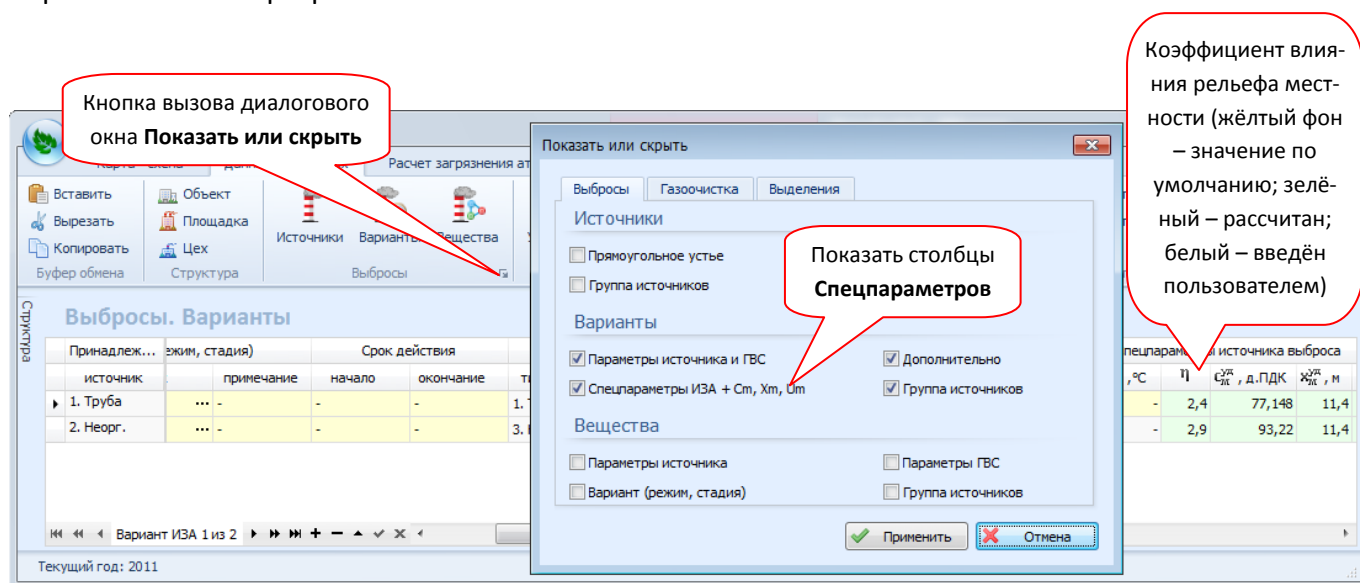 Коэффициент влия-
ния рельефа мест-
ности (жёлтый фон
– значение по
умолчанию; зелё-
ный – рассчитан;
белый – введён
пользователем)
Кнопка вызова диалогового
окна Показать или скрыть
Расчет загрязнения ат
Вставить
Вырезать
Копировать
Буфер обмена
Объект
Площадка
Цех
Структура
Источники Варианты Вещества
Выбросы
Структура
Выбросы. Варианты
Принадлеж... ежим, стадия) Срок действия
источник примечание начало окончание
1. Труба ... - - - 1.
2. Неорг. ... - - - 3.
Вариант ИЗА 1 из 2
Текущий год: 2011
Показать или скрыть
Выбросы Газоочистка Выделения
Источники
Прямоугольное устье
Группа источников
Показать столбцы
Спецпараметров
Варианты
Параметры источника и ГВС Дополнительно
Спецпараметры ИЗА + Cm, Xm, Um Группа источников
Вещества
Параметры источника Параметры ГВС
Вариант (режим, стадия) Группа источников
Применить Отмена
источника выброса
,°C η , д.ПДК , м
- 2,4 77,148 11,4
- 2,9 93,22 11,4